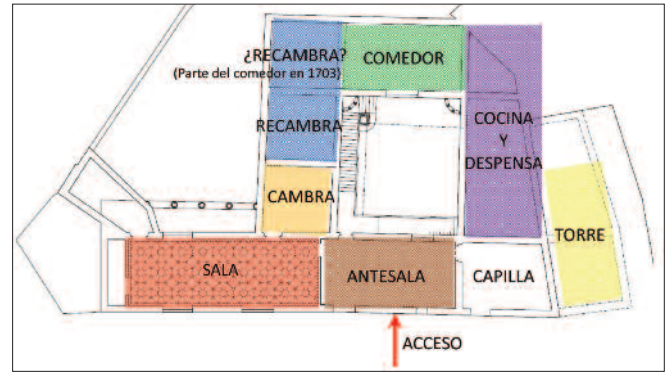 ¿RECAMBRA?
(Parte del comedor en 1703)
COMEDOR
RECAMBRA
COCINA
Y
DESPENSA
CAMBRA
TORRE
SALA
ANTESALA
CAPILLA
ACCESO